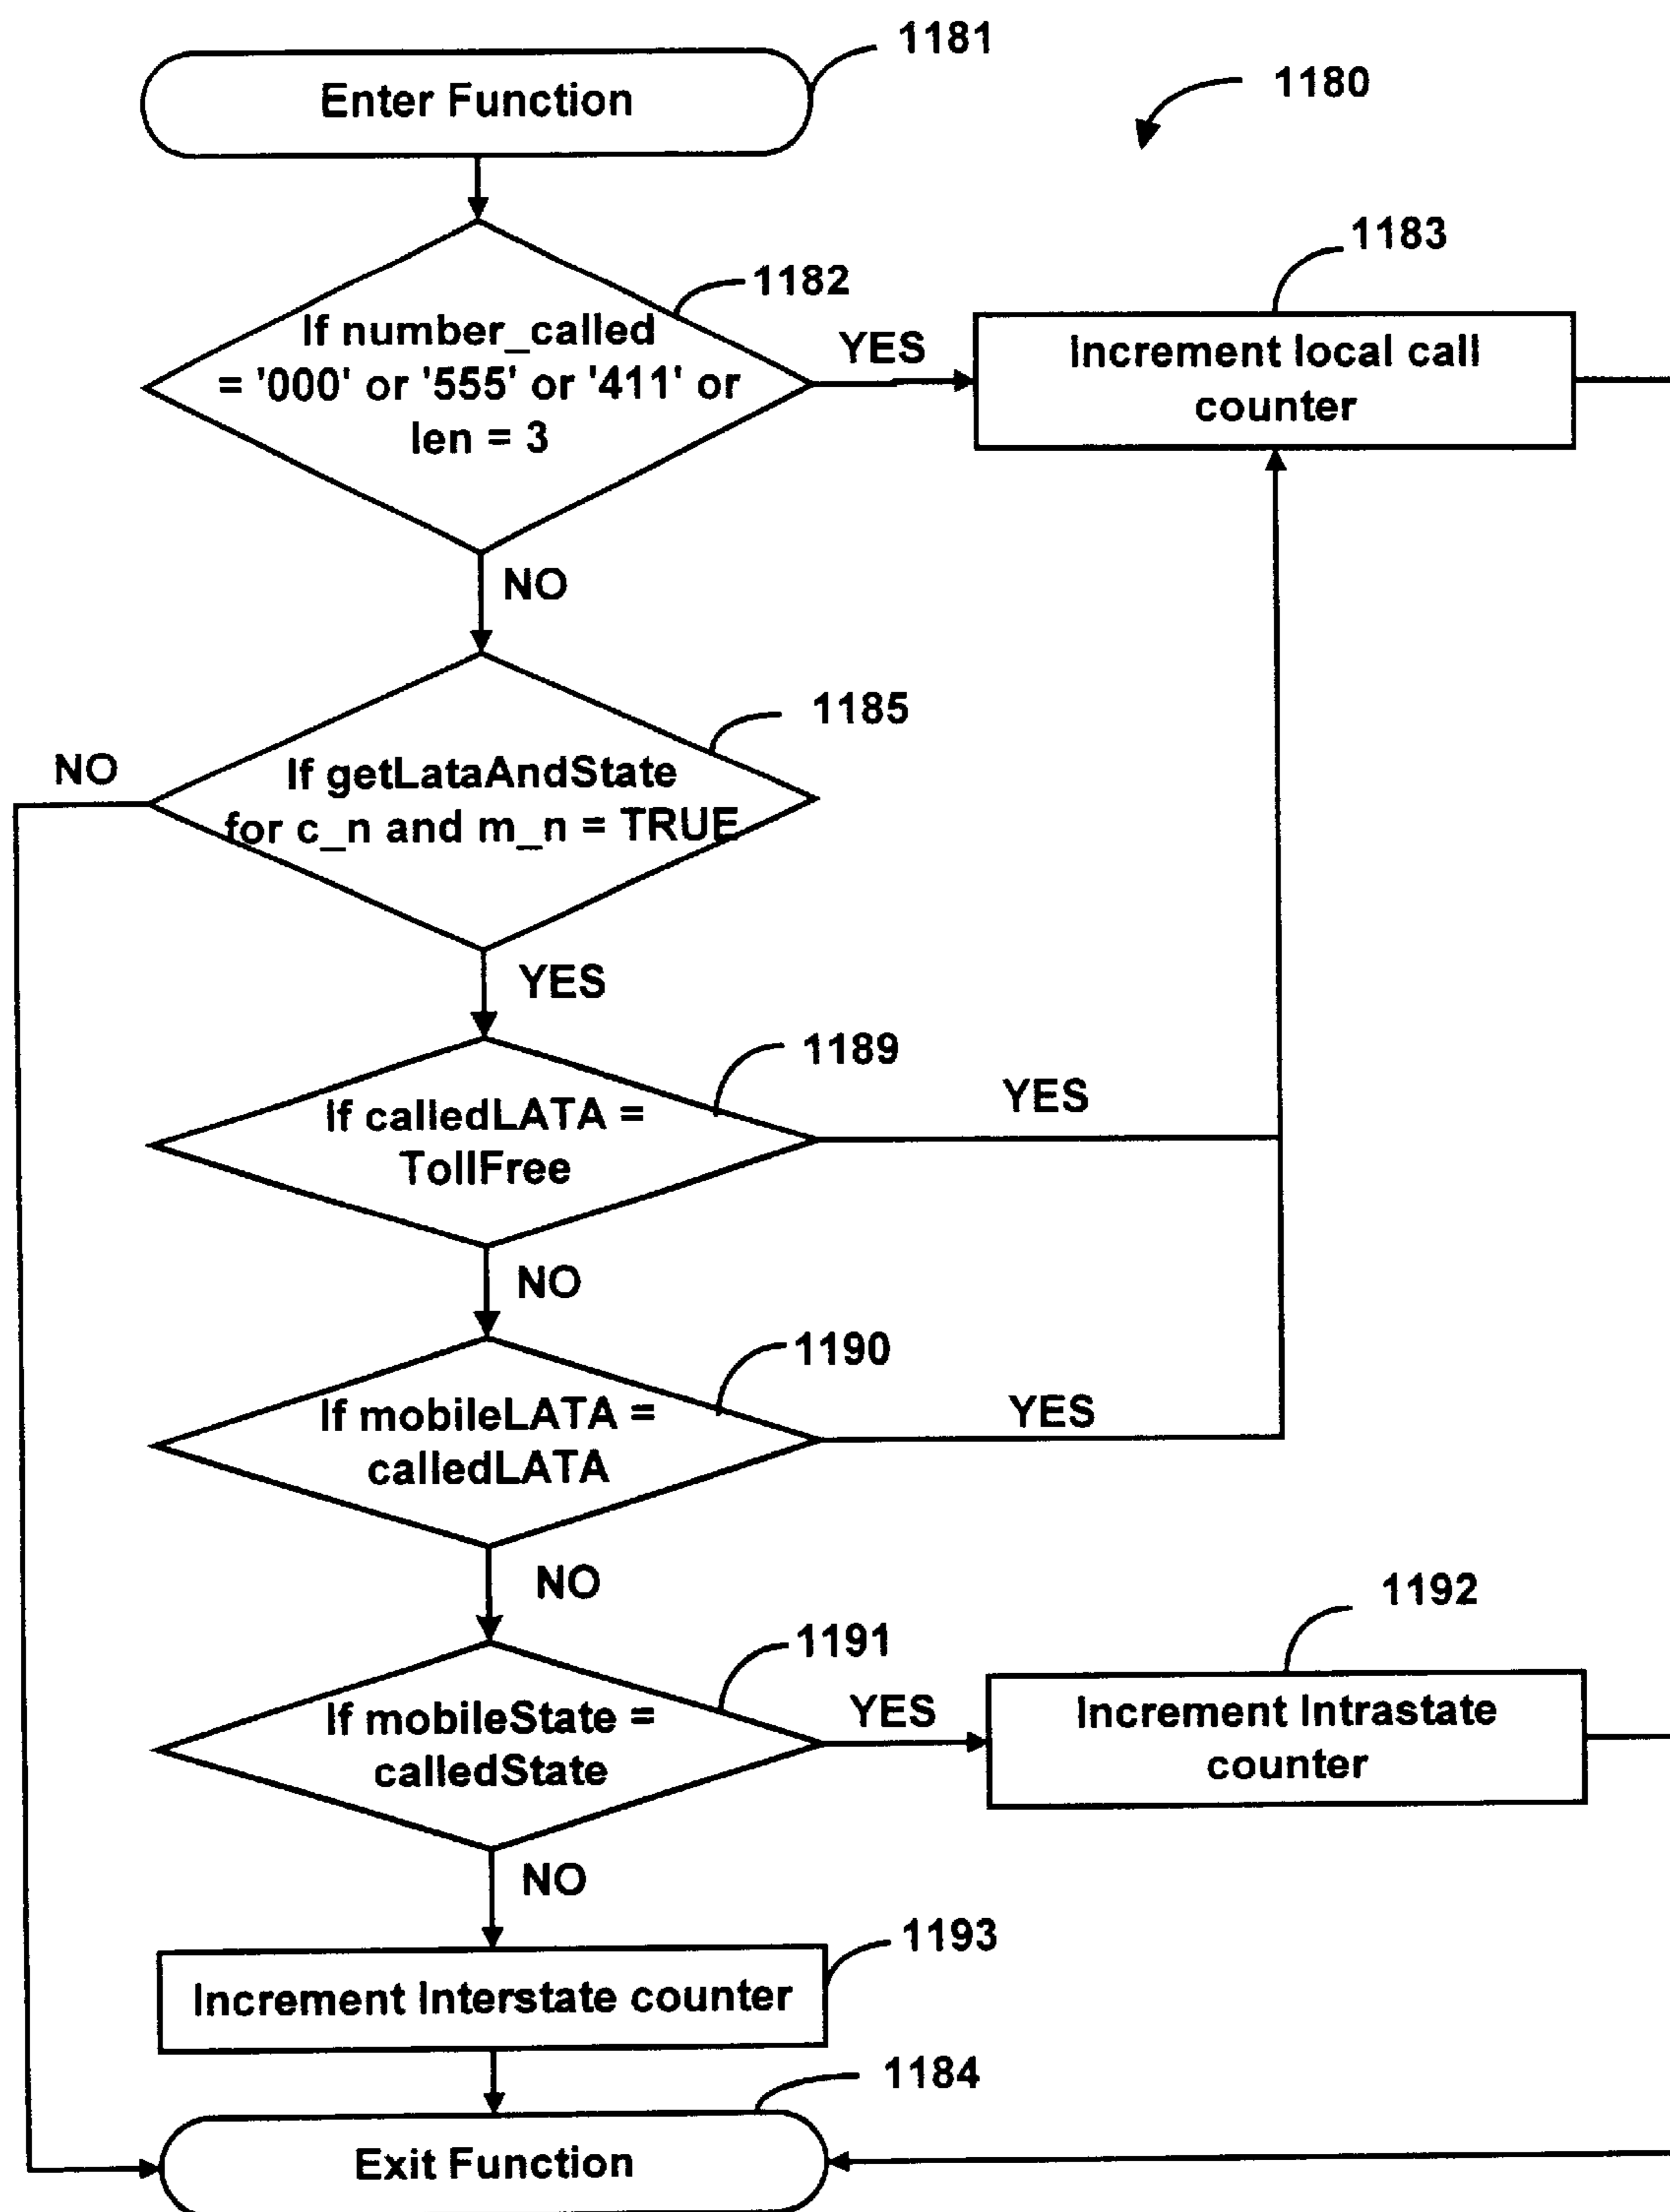 1181
Enter Function
1180
1182
If number_called
= '000' or '555' or '411' or
len = 3
YES
1183
Increment local call
counter
NO
1185
If getLataAndState
for c_n and m_n = TRUE
NO
YES
1189
If calledLATA =
TollFree
YES
NO
1190
If mobileLATA =
calledLATA
YES
NO
1191
If mobileState =
calledState
YES
1192
Increment Intrastate
counter
NO
1193
Increment Interstate counter
1184
Exit Function